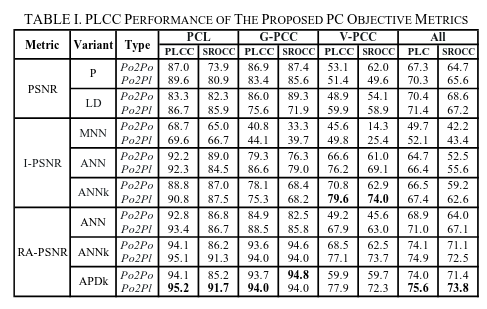 TABLE I. PLCC PERFORMANCE OF THE PROPOSED PC OBJECTIVE METRICS
Metric Variant Type PCL G-PCC V-PCC All
PLCC SROCC PLCC SROCC PLCC SROCC PLC SROCC
PSNR P Po2Po 87.0 73.9 86.9 87.4 53.1 62.0 67.3 64.7
Po2Pl 89.6 80.9 83.4 85.6 51.4 49.6 70.3 65.6
LD Po2Po 83.3 82.3 86.0 89.3 48.9 54.1 70.4 68.6
Po2Pl 86.7 85.9 75.6 71.9 59.9 58.9 71.4 67.2
I-PSNR MNN Po2Po 68.7 65.0 40.8 33.3 45.6 14.3 49.7 42.2
Po2Pl 69.6 66.7 44.1 39.7 49.8 25.4 52.1 43.4
ANN Po2Po 92.2 89.0 79.3 76.3 66.6 61.0 64.7 52.5
Po2Pl 92.3 84.5 86.6 79.0 76.2 69.1 66.4 55.6
ANNk Po2Po 88.8 87.0 78.1 68.4 70.8 62.9 66.5 59.2
Po2Pl 90.8 87.5 75.3 68.2 79.6 74.0 67.4 62.6
RA-PSNR ANN Po2Po 92.8 86.8 84.9 82.5 49.2 45.6 68.9 64.0
Po2Pl 93.4 86.7 88.5 85.8 67.9 63.0 71.0 67.1
ANNk Po2Po 94.1 86.2 93.6 94.6 68.5 62.5 74.1 71.1
Po2Pl 95.1 91.3 94.0 94.0 77.1 73.7 74.9 72.5
APDk Po2Po 94.1 85.2 93.7 94.8 59.9 59.7 74.0 71.4
Po2Pl 95.2 91.7 94.0 94.0 77.9 72.3 75.6 73.8